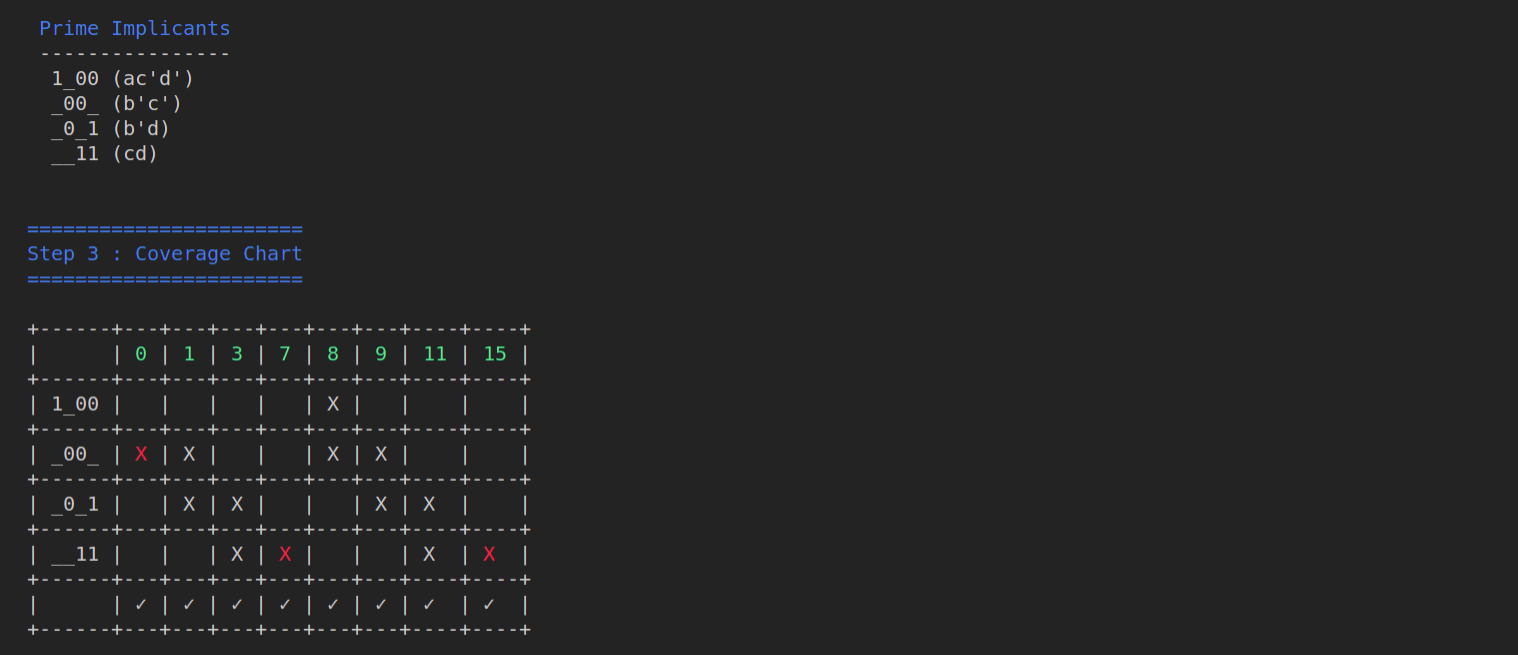 Prime Implicants
----------------
1_00 (ac'd')
_00_ (b'c')
_0_1 (b'd)
__11 (cd)
=======================
Step 3 : Coverage Chart
=======================
+------+---+---+---+---+---+---+----+----+
|      | 0 | 1 | 3 | 7 | 8 | 9 | 11 | 15 |
+------+---+---+---+---+---+---+----+----+
| 1_00 |   |   |   |   | X |   |    |    |
+------+---+---+---+---+---+---+----+----+
| _00_ | X | X |   |   | X | X |    |    |
+------+---+---+---+---+---+---+----+----+
| _0_1 |   | X | X |   |   | X | X  |    |
+------+---+---+---+---+---+---+----+----+
| __11 |   |   | X | X |   |   | X  | X  |
+------+---+---+---+---+---+---+----+----+
|      | ✓ | ✓ | ✓ | ✓ | ✓ | ✓ | ✓  | ✓  |
+------+---+---+---+---+---+---+----+----+